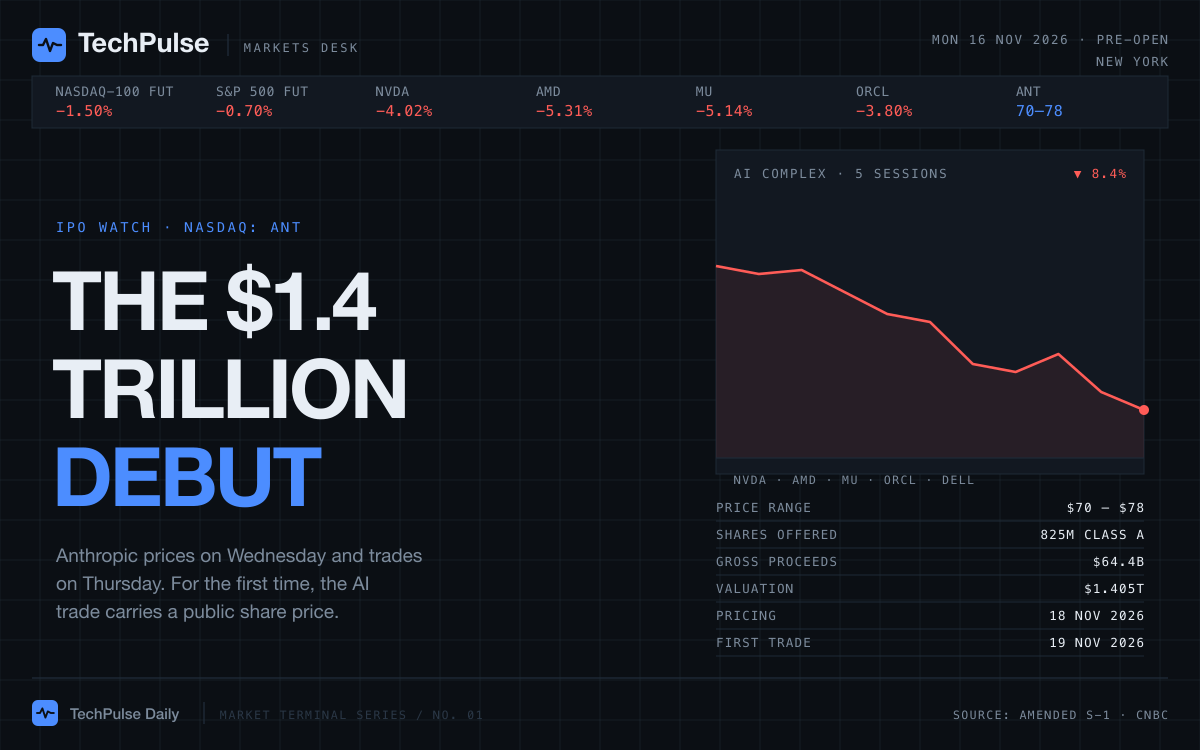 TechPulse
MARKETS DESK
MON 16 NOV 2026 · PRE–OPEN
NEW YORK
NASDAQ–100 FUT
−1.50%
S&P 500 FUT
−0.70%
NVDA
−4.02%
AMD
−5.31%
MU
−5.14%
ORCL
−3.80%
ANT
70–78
IPO WATCH · NASDAQ: ANT
THE $1.4
TRILLION
DEBUT
Anthropic prices on Wednesday and trades
on Thursday. For the first time, the AI
trade carries a public share price.
AI COMPLEX · 5 SESSIONS
▼ 8.4%
NVDA · AMD · MU · ORCL · DELL
PRICE RANGE $70 – $78
SHARES OFFERED 825M CLASS A
GROSS PROCEEDS $64.4B
VALUATION $1.405T
PRICING 18 NOV 2026
FIRST TRADE 19 NOV 2026
TechPulse Daily
MARKET TERMINAL SERIES / NO. 01
SOURCE: AMENDED S–1 · CNBC